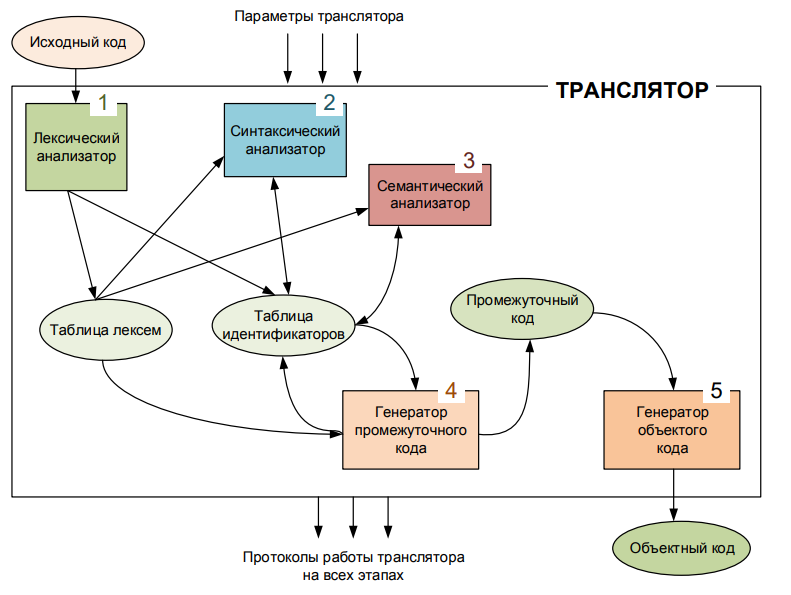 Параметры транслятора
Исходный код
ТРАНСЛЯТОР
1
Лексический
анализатор
2
Синтаксический
анализатор
3
Семантический
анализатор
Таблица лексем
Таблица
идентификаторов
Промежуточный
код
4
Генератор
промежуточного
кода
5
Генератор
объектого
кода
Протоколы работы транслятора
на всех этапах
Объектный код